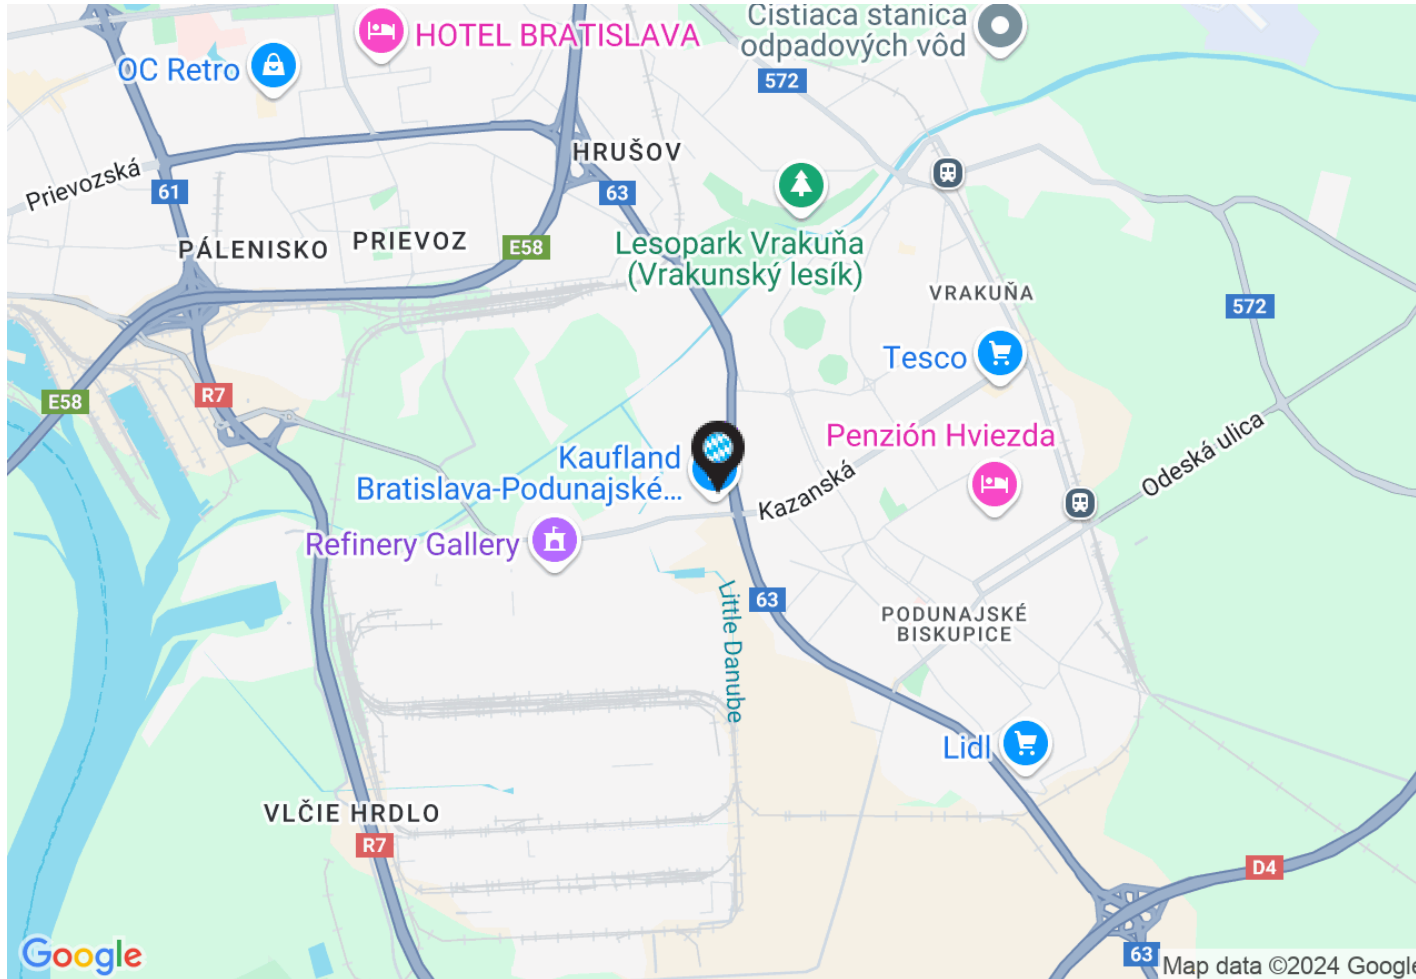 Čistiaca stanica
odpadových vôd
HOTEL BRATISLAVA
OC Retro
572
HRUŠOV
Prievozská
61
63
PÁLENISKO
PRIEVOZ
E58
Lesopark Vrakuňa
(Vrakunský lesík)
VRAKUŇA
572
Tesco
E58
R7
Penzión Hviezda
Odeská ulica
Kaufland
Bratislava-Podunajské...
Kazanská
Refinery Gallery
Little Danube
63
PODUNAJSKÉ
BISKUPICE
Lidl
VLČIE HRDLO
R7
D4
63
Google
Map data ©2024 Google